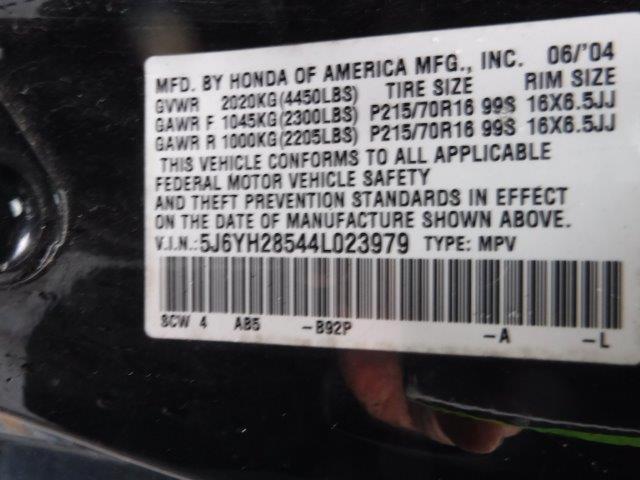 MFD. BY HONDA OF AMERICA MFG., INC. 06/'04
GVWR 2020KG(4450LBS) TIRE SIZE RIM SIZE
GAWR F 1045KG(2300LBS) P215/70R16 99S 16X6.5JJ
GAWR R 1000KG(2205LBS) P215/70R16 99S 16X6.5JJ
THIS VEHICLE CONFORMS TO ALL APPLICABLE
FEDERAL MOTOR VEHICLE SAFETY
AND THEFT PREVENTION STANDARDS IN EFFECT
ON THE DATE OF MANUFACTURE SHOWN ABOVE.
V.I.N.:5J6YH28544L023979 TYPE: MPV
SCW 4 AB5 -B92P -A -L